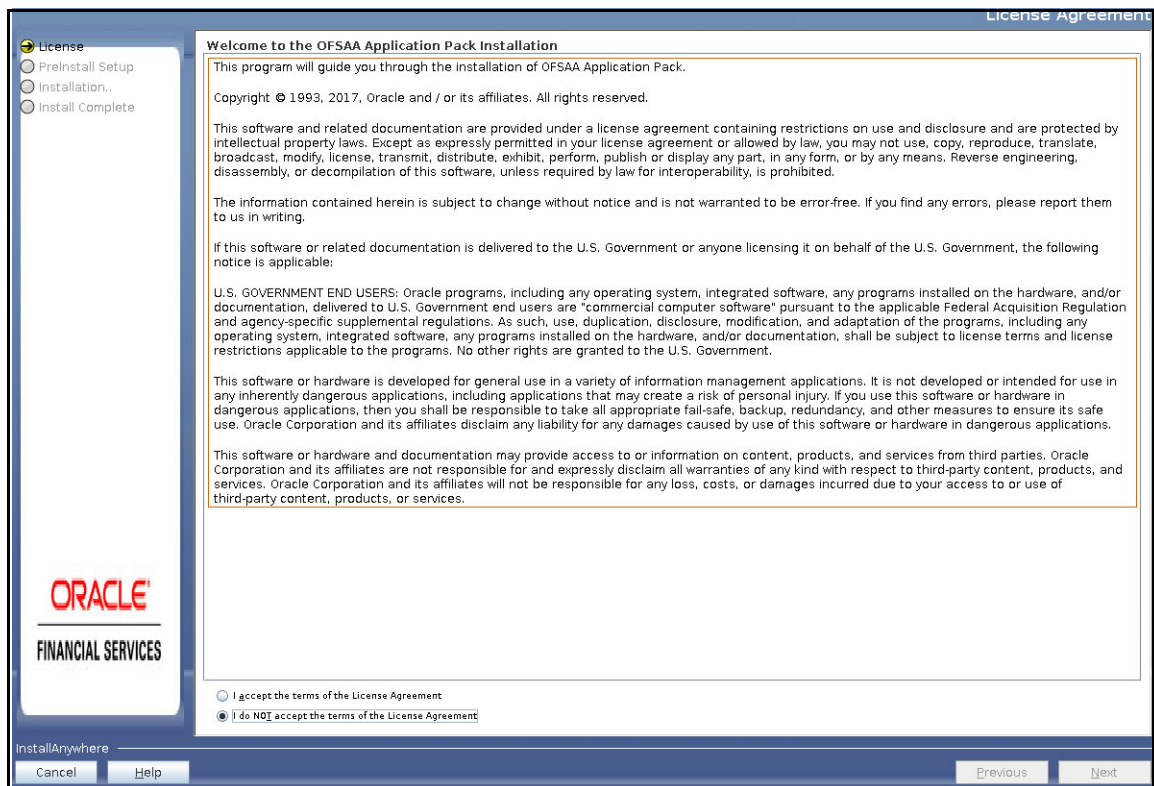 License Agreement
License
PreInstall Setup
Installation..
Install Complete
Welcome to the OFSAA Application Pack Installation
This program will guide you through the installation of OFSAA Application Pack.
Copyright © 1993, 2017, Oracle and / or its affiliates. All rights reserved.
This software and related documentation are provided under a license agreement containing restrictions on use and disclosure and are protected by
intellectual property laws. Except as expressly permitted in your license agreement or allowed by law, you may not use, copy, reproduce, translate,
broadcast, modify, license, transmit, distribute, exhibit, perform, publish or display any part, in any form, or by any means. Reverse engineering,
disassembly, or decompilation of this software, unless required by law for interoperability, is prohibited.
The information contained herein is subject to change without notice and is not warranted to be error-free. If you find any errors, please report them
to us in writing.
If this software or related documentation is delivered to the U.S. Government or anyone licensing it on behalf of the U.S. Government, the following
notice is applicable:
U.S. GOVERNMENT END USERS: Oracle programs, including any operating system, integrated software, any programs installed on the hardware, and/or
documentation, delivered to U.S. Government end users are "commercial computer software" pursuant to the applicable Federal Acquisition Regulation
and agency-specific supplemental regulations. As such, use, duplication, disclosure, modification, and adaptation of the programs, including any
operating system, integrated software, any programs installed on the hardware, and/or documentation, shall be subject to license terms and license
restrictions applicable to the programs. No other rights are granted to the U.S. Government.
This software or hardware is developed for general use in a variety of information management applications. It is not developed or intended for use in
any inherently dangerous applications, including applications that may create a risk of personal injury. If you use this software or hardware in
dangerous applications, then you shall be responsible to take all appropriate fail-safe, backup, redundancy, and other measures to ensure its safe
use. Oracle Corporation and its affiliates disclaim any liability for any damages caused by use of this software or hardware in dangerous applications.
This software or hardware and documentation may provide access to or information on content, products, and services from third parties. Oracle
Corporation and its affiliates are not responsible for and expressly disclaim all warranties of any kind with respect to third-party content, products, and
services. Oracle Corporation and its affiliates will not be responsible for any loss, costs, or damages incurred due to your access to or use of
third-party content, products, or services.
ORACLE
FINANCIAL SERVICES
I accept the terms of the License Agreement
I do NOT accept the terms of the License Agreement
InstallAnywhere
Cancel
Help
Previous
Next